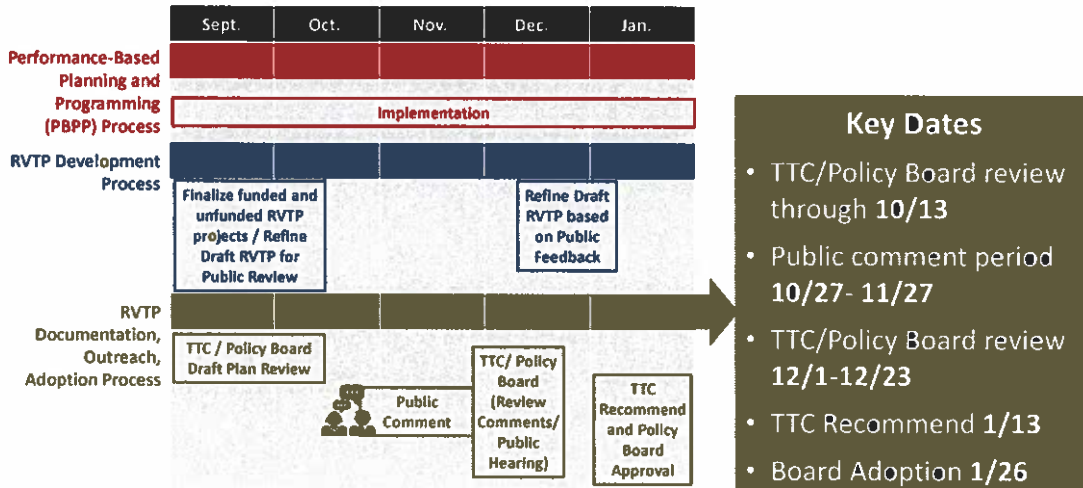 Sept.
Oct.
Nov.
Dec.
Jan.
Performance-Based
Planning and
Programming
(PBPP) Process
Implementation
RVTP Development
Process
Finalize funded and
unfunded RVTP
projects / Refine
Draft RVTP for
Public Review
Refine Draft
RVTP based
on Public
Feedback
RVTP
Documentation,
Outreach,
Adoption Process
TTC / Policy Board
Draft Plan Review
Public
Comment
TTC/ Policy
Board
(Review
Comments/
Public
Hearing)
TTC
Recommend
and Policy
Board
Approval
Key Dates
• TTC/Policy Board review
through 10/13
• Public comment period
10/27- 11/27
• TTC/Policy Board review
12/1-12/23
• TTC Recommend 1/13
• Board Adoption 1/26